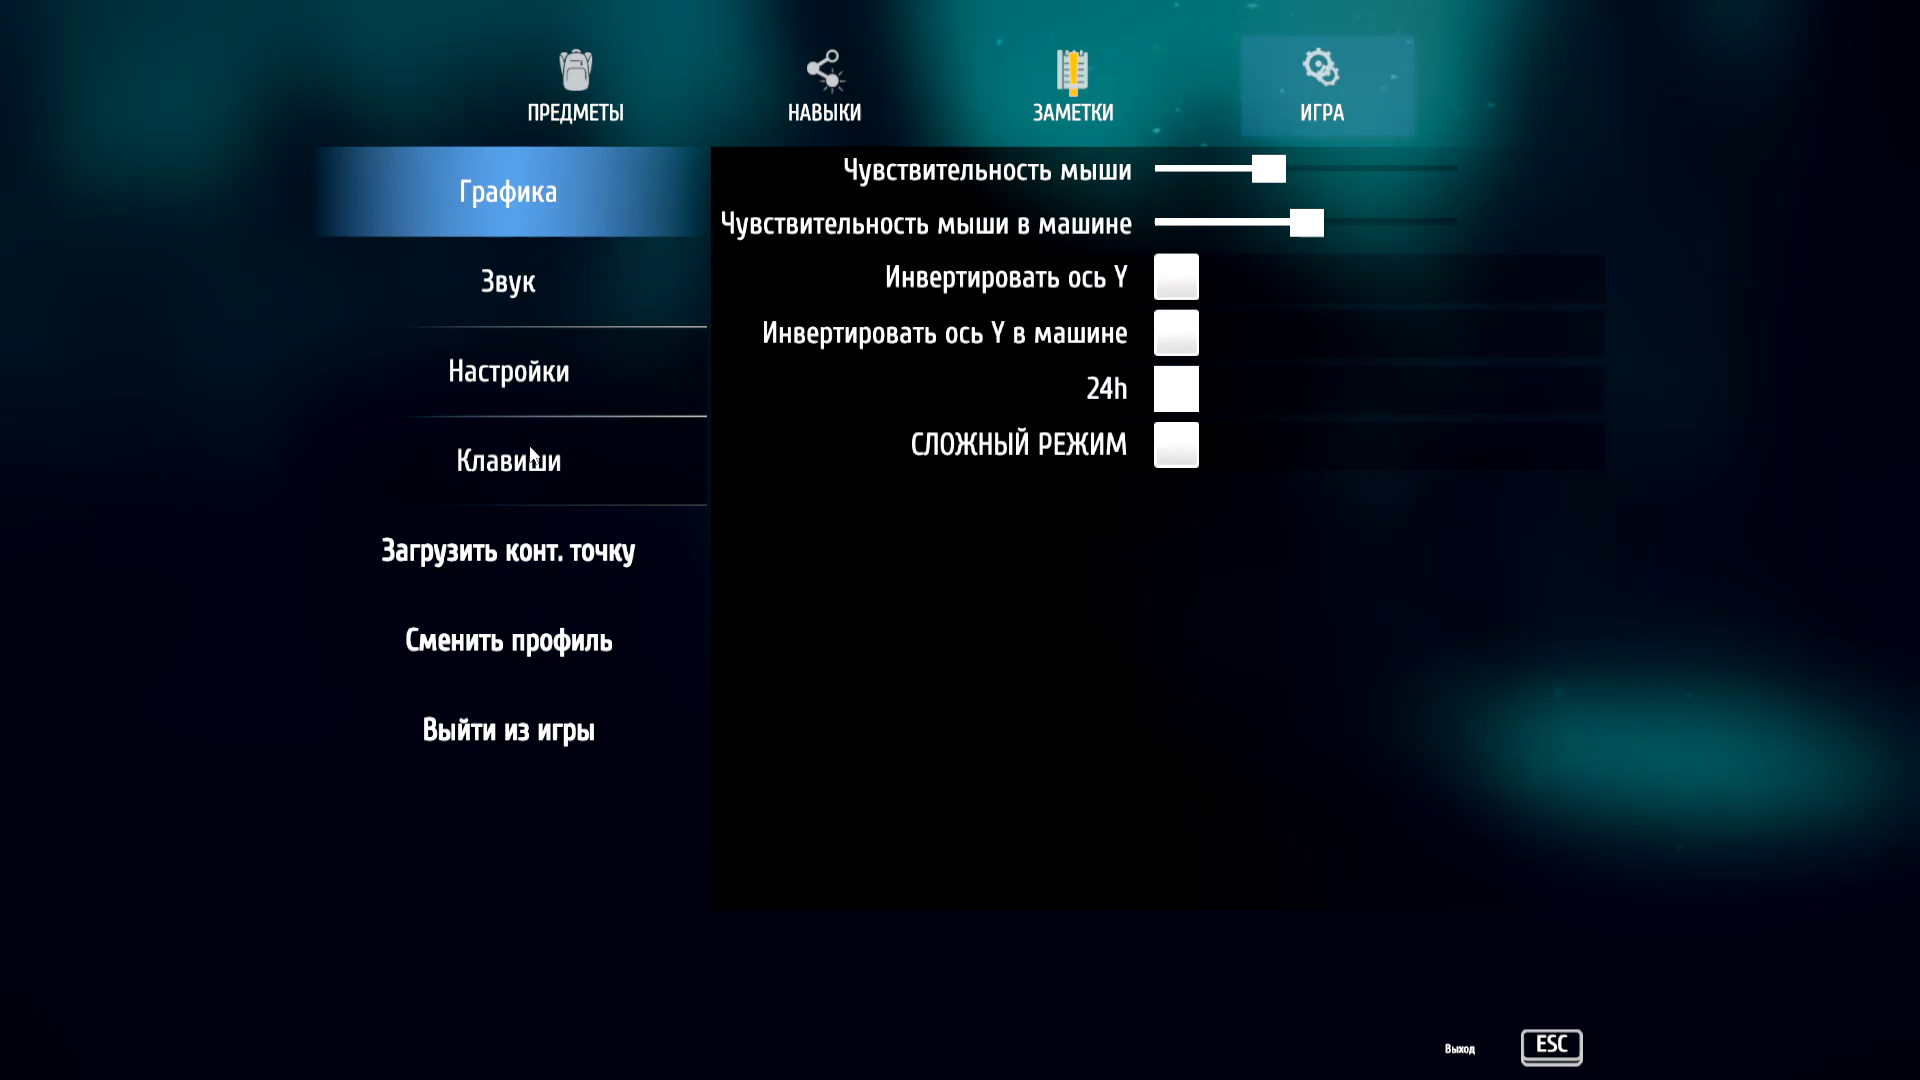 ПРЕДМЕТЫ
НАВЫКИ
ЗАМЕТКИ
ИГРА
Графика
Звук
Настройки
Клавиши
Загрузить конт. точку
Сменить профиль
Выйти из игры
Чувствительность мыши
Чувствительность мыши в машине
Инвертировать ось Y
Инвертировать ось Y в машине
24h
СЛОЖНЫЙ РЕЖИМ
Выход
ESC